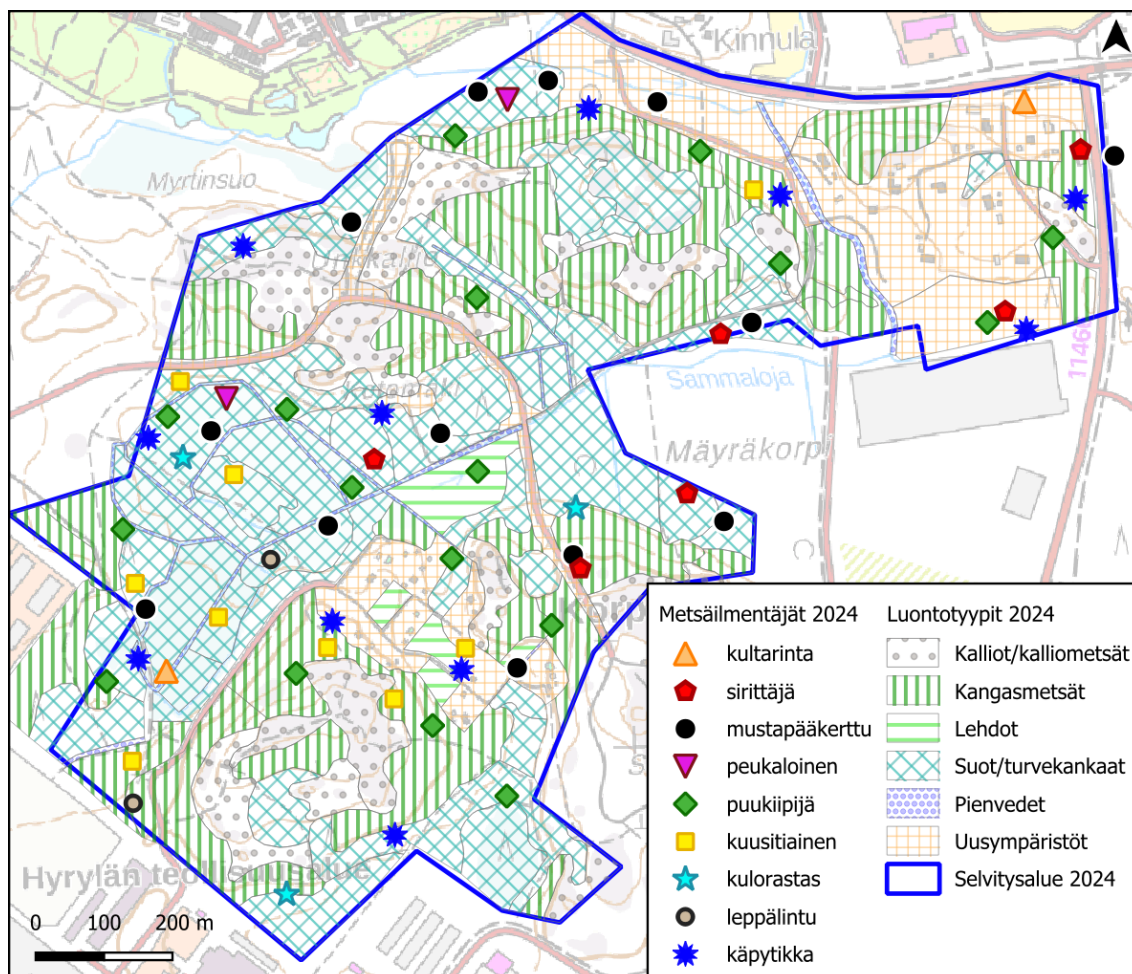 Kinnula
Myrtinsuo
Sammaloja
11466
Mäyräkorpi
Hyrylän teollisuusalue
0 100 200 m
Metsäilmentäjät 2024
kultarinta
sirittäjä
mustapääkerttu
peukaloinen
puukiipijä
kuusitiainen
kulorastas
leppälintu
käpytikka
Luontotyypit 2024
Kalliot/kalliometsät
Kangasmetsät
Lehdot
Suot/turvekankaat
Pienvedet
Uusympäristöt
Selvitysalue 2024